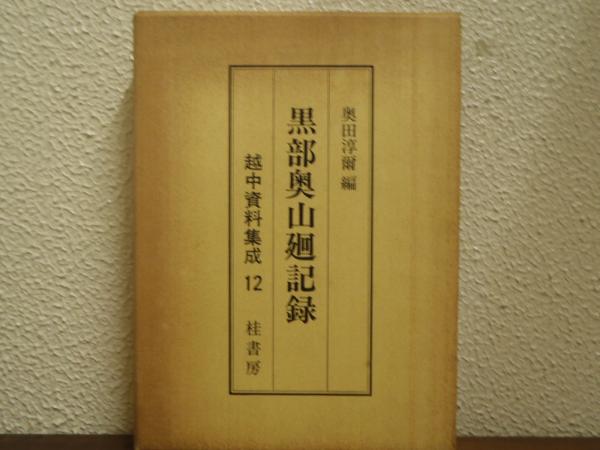 奥田淳爾 編
黒部奥山廻記録
越中資料集成 12
桂書房